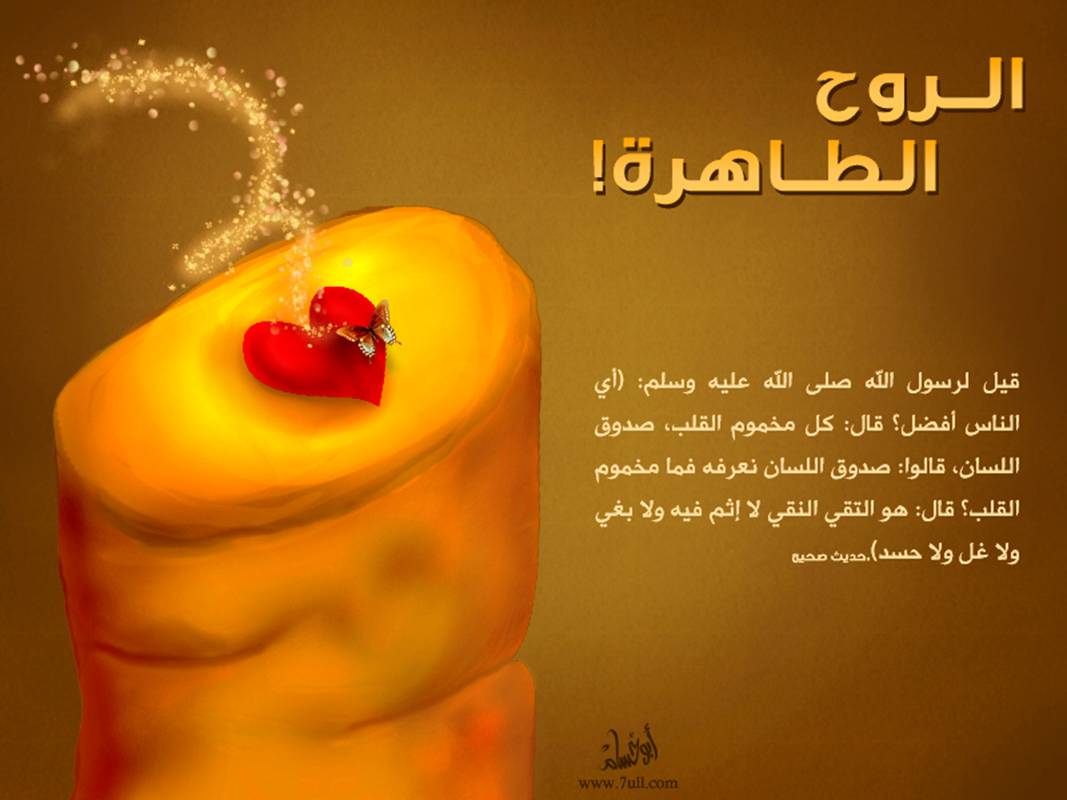 الـروح
الطـاهرة!
قيل لرسول الله صلى الله عليه وسلم: (أي
الناس أفضل؟ قال: كل مخموم القلب، صدوق
اللسان، قالوا: صدوق اللسان نعرفه فما مخموم
القلب؟ قال: هو التقي النقي لا إثم فيه ولا بغي
ولا غل ولا حسد).حديث صحيح
www.7ull.com